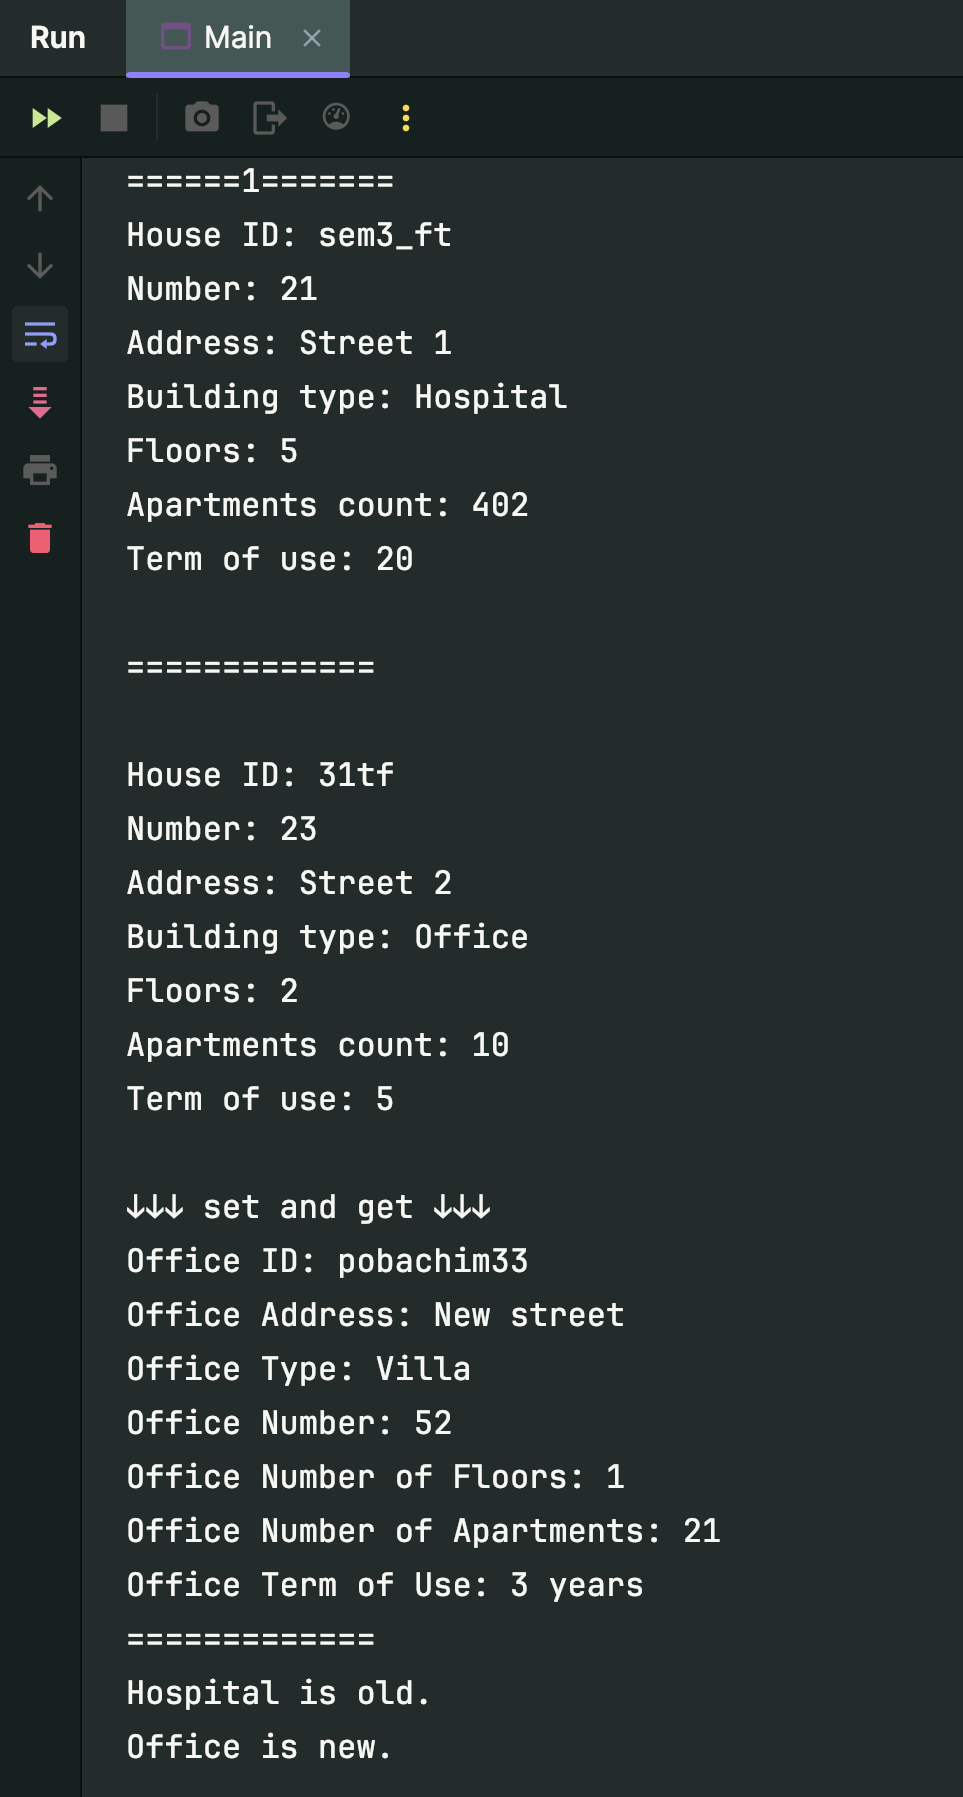 Run Main
======1=======
House ID: sem3_ft
Number: 21
Address: Street 1
Building type: Hospital
Floors: 5
Apartments count: 402
Term of use: 20
=============
House ID: 31tf
Number: 23
Address: Street 2
Building type: Office
Floors: 2
Apartments count: 10
Term of use: 5
↓↓↓ set and get ↓↓↓
Office ID: pobachim33
Office Address: New street
Office Type: Villa
Office Number: 52
Office Number of Floors: 1
Office Number of Apartments: 21
Office Term of Use: 3 years
=============
Hospital is old.
Office is new.